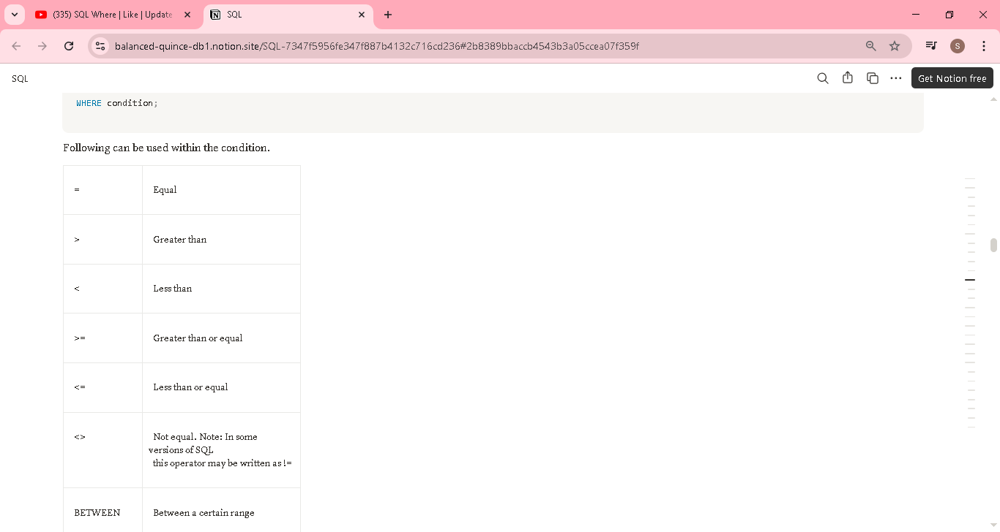 (335) SQL Where | Like | Update
SQL
balanced-quince-db1.notion.site/SQL-7347f5956fe347f887b4132c716cd236#2b8389bbaccb4543b3a05ccea07f359f
S
SQL
Get Notion free
WHERE condition;
Following can be used within the condition.
= Equal
> Greater than
< Less than
>= Greater than or equal
<= Less than or equal
<> Not equal. Note: In some
versions of SQL
this operator may be written as !=
BETWEEN Between a certain range